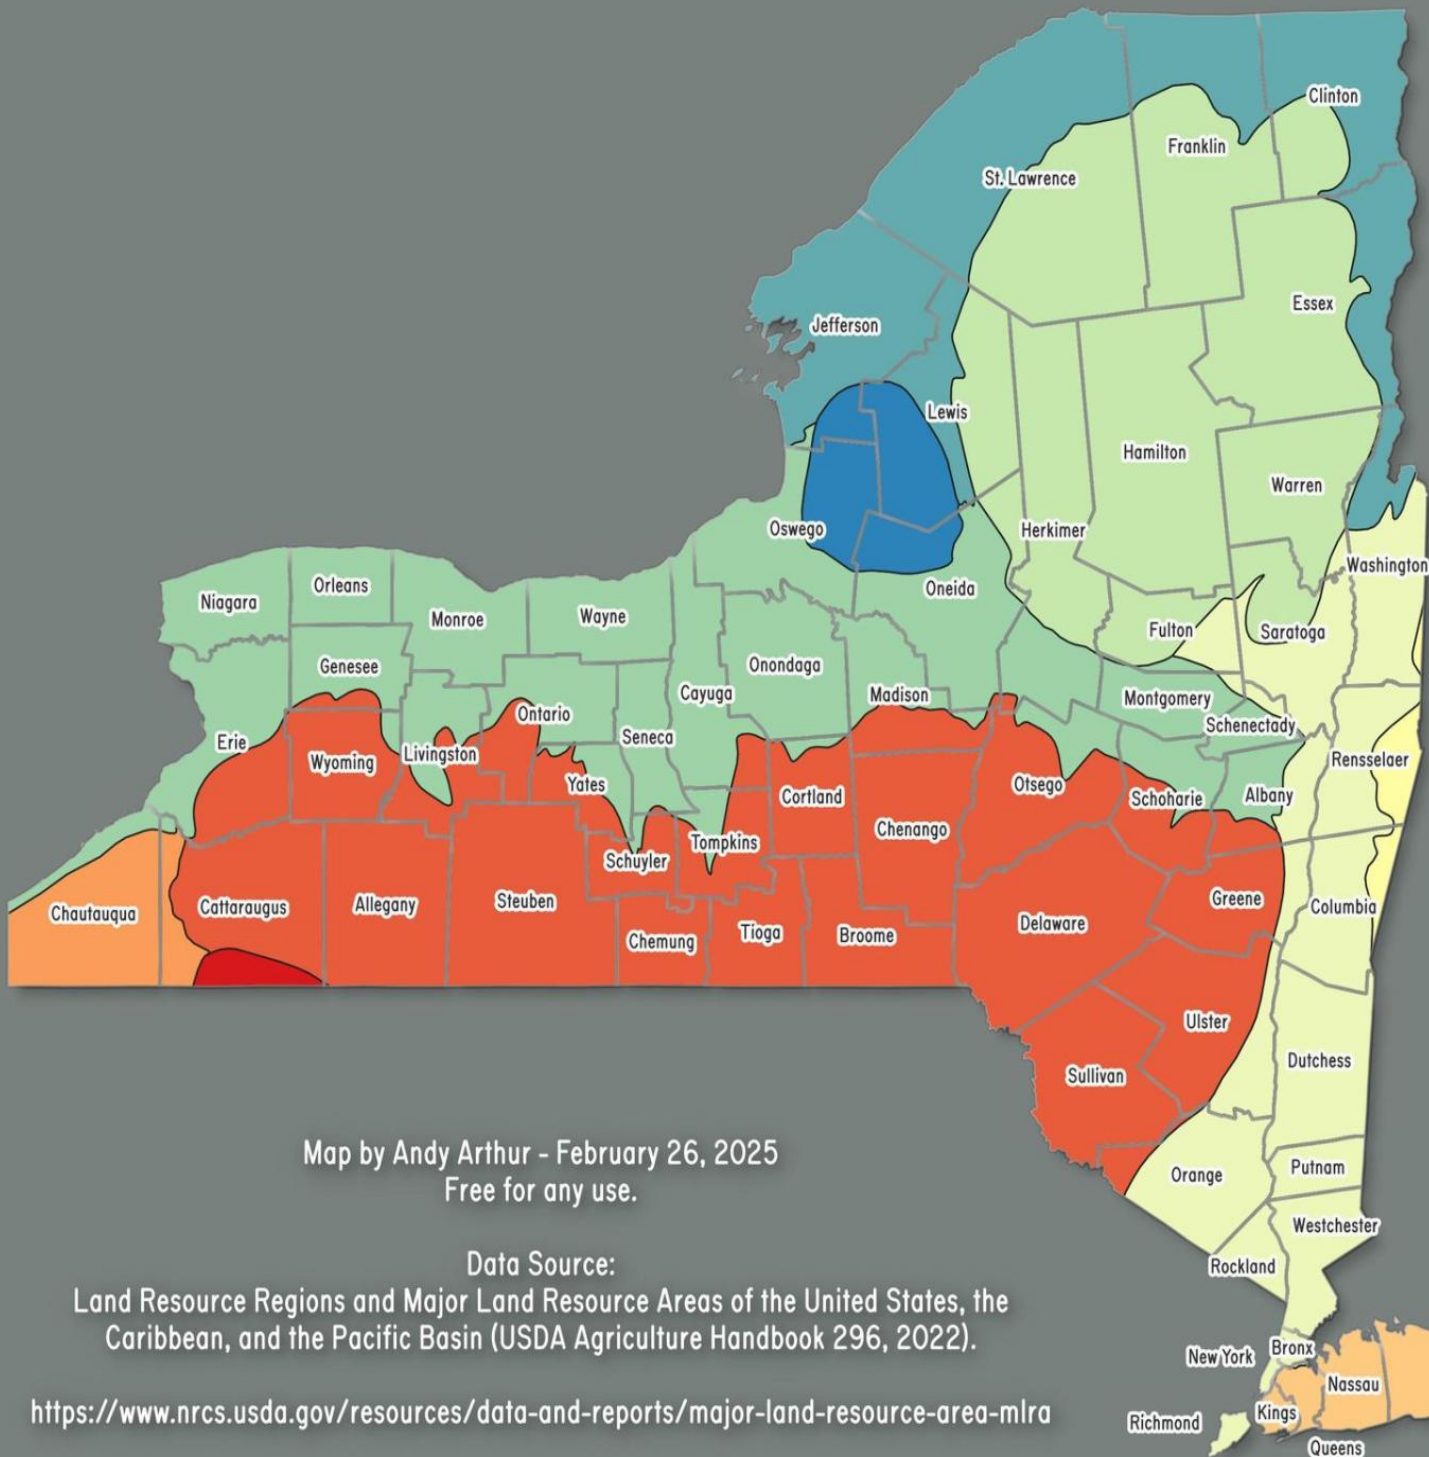 Clinton
Franklin
St. Lawrence
Essex
Jefferson
Lewis
Hamilton
Warren
Oswego
Herkimer
Washington
Oneida
Orleans
Niagara
Wayne
Monroe
Fulton
Saratoga
Genesee
Onondaga
Cayuga
Madison
Montgomery
Ontario
Schenectady
Seneca
Erie
Livingston
Wyoming
Rensselaer
Yates
Otsego
Cortland
Schoharie
Albany
Chenango
Tompkins
Schuyler
Greene
Steuben
Allegany
Cattaraugus
Chautauqua
Columbia
Delaware
Tioga
Broome
Chemung
Ulster
Dutchess
Sullivan
Map by Andy Arthur - February 26, 2025
Free for any use.
Putnam
Orange
Westchester
Data Source:
Rockland
Land Resource Regions and Major Land Resource Areas of the United States, the
Caribbean, and the Pacific Basin (USDA Agriculture Handbook 296, 2022).
Bronx
New York
Nassau
https://www.nrcs.usda.gov/resources/data-and-reports/major-land-resource-area-mlra
Kings
Richmond
Queens